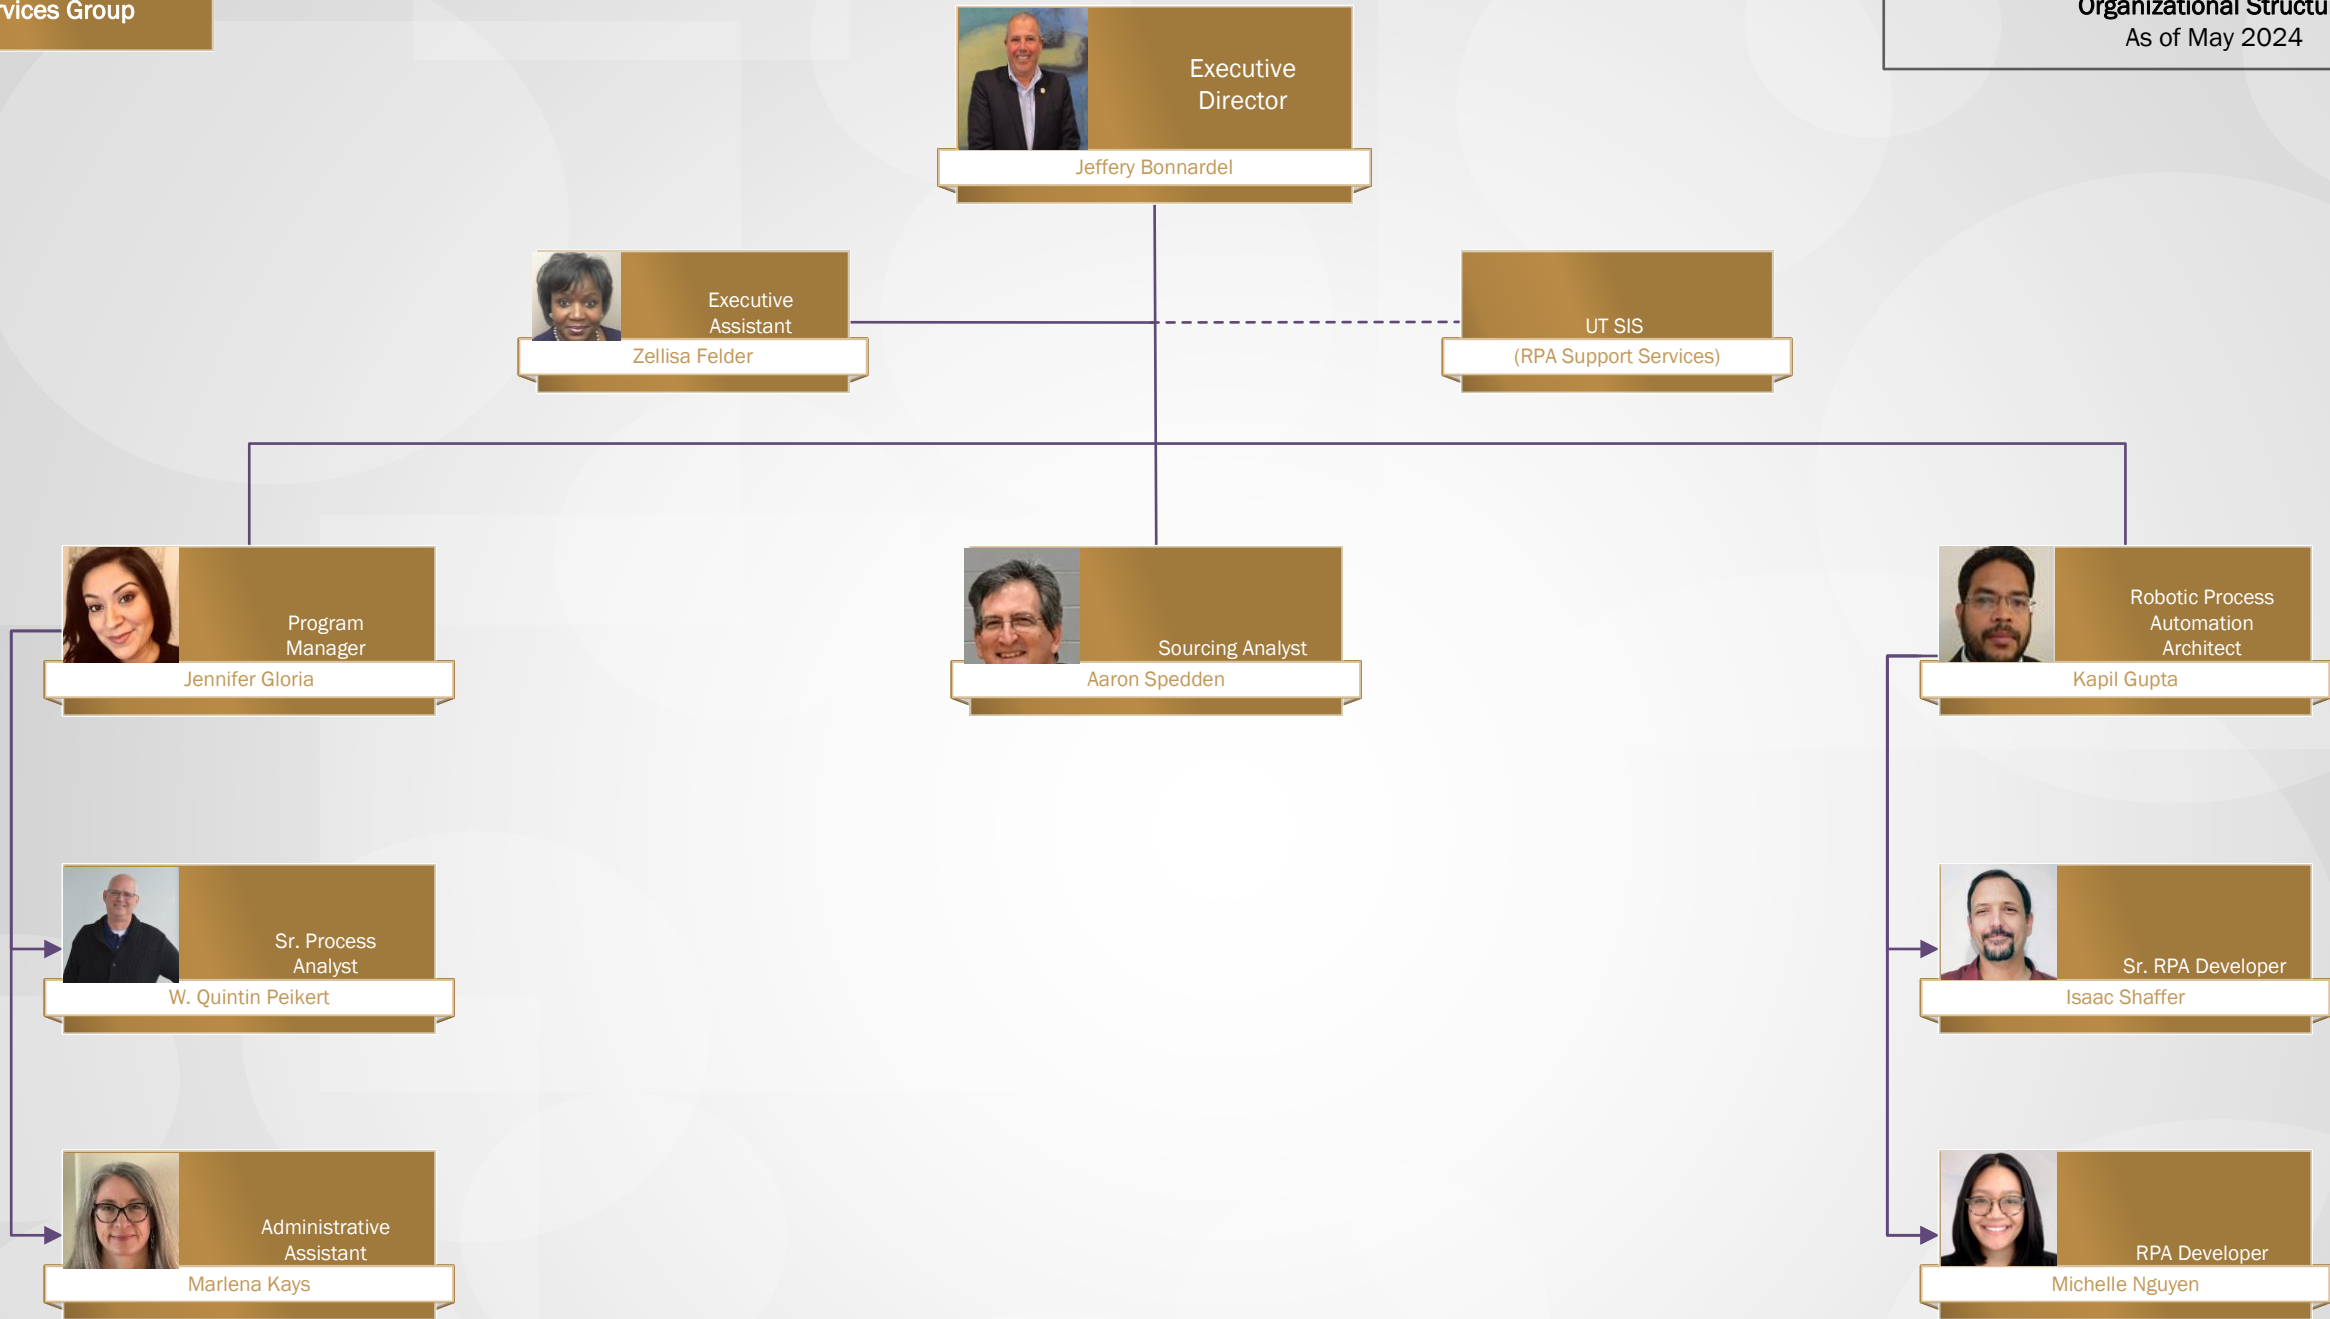 Services Group
Organizational Structure
As of May 2024
Executive
Director
Jeffery Bonnardel
Executive
Assistant
Zellisa Felder
UT SIS
(RPA Support Services)
Program
Manager
Jennifer Gloria
Sourcing Analyst
Aaron Spedden
Robotic Process
Automation
Architect
Kapil Gupta
Sr. Process
Analyst
W. Quintin Peikert
Sr. RPA Developer
Isaac Shaffer
Administrative
Assistant
Marlena Kays
RPA Developer
Michelle Nguyen